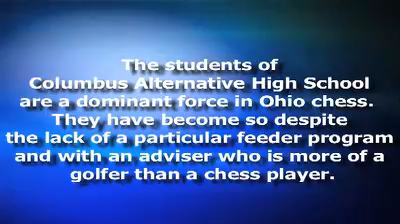 The students of
Columbus Alternative High School
are a dominant force in Ohio chess.
They have become so despite
the lack of a particular feeder program
and with an adviser who is more of a
golfer than a chess player.